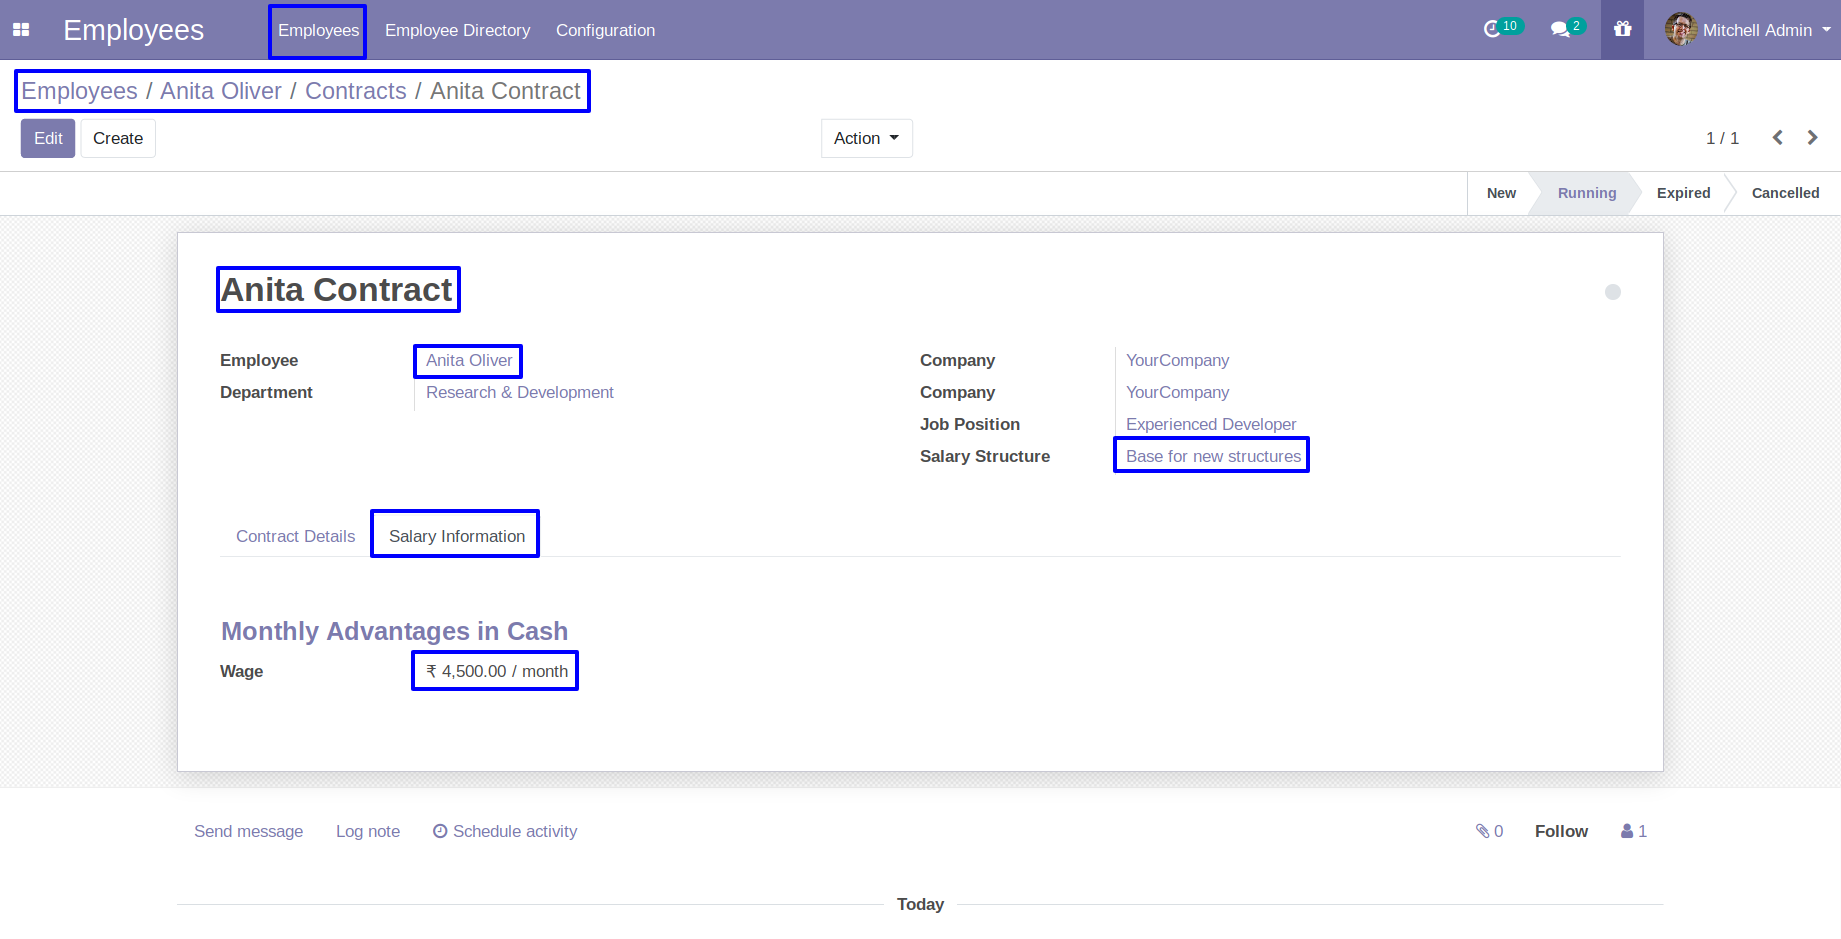 Employees Employees Employee Directory Configuration 10 2 Mitchell Admin
Employees / Anita Oliver / Contracts / Anita Contract
Edit Create Action 1 / 1
New Running Expired Cancelled
Anita Contract
Employee Anita Oliver Company YourCompany
Department Research & Development Company YourCompany
Job Position Experienced Developer
Salary Structure Base for new structures
Contract Details Salary Information
Monthly Advantages in Cash
Wage ₹ 4,500.00 / month
Send message Log note Schedule activity 0 Follow 1
Today